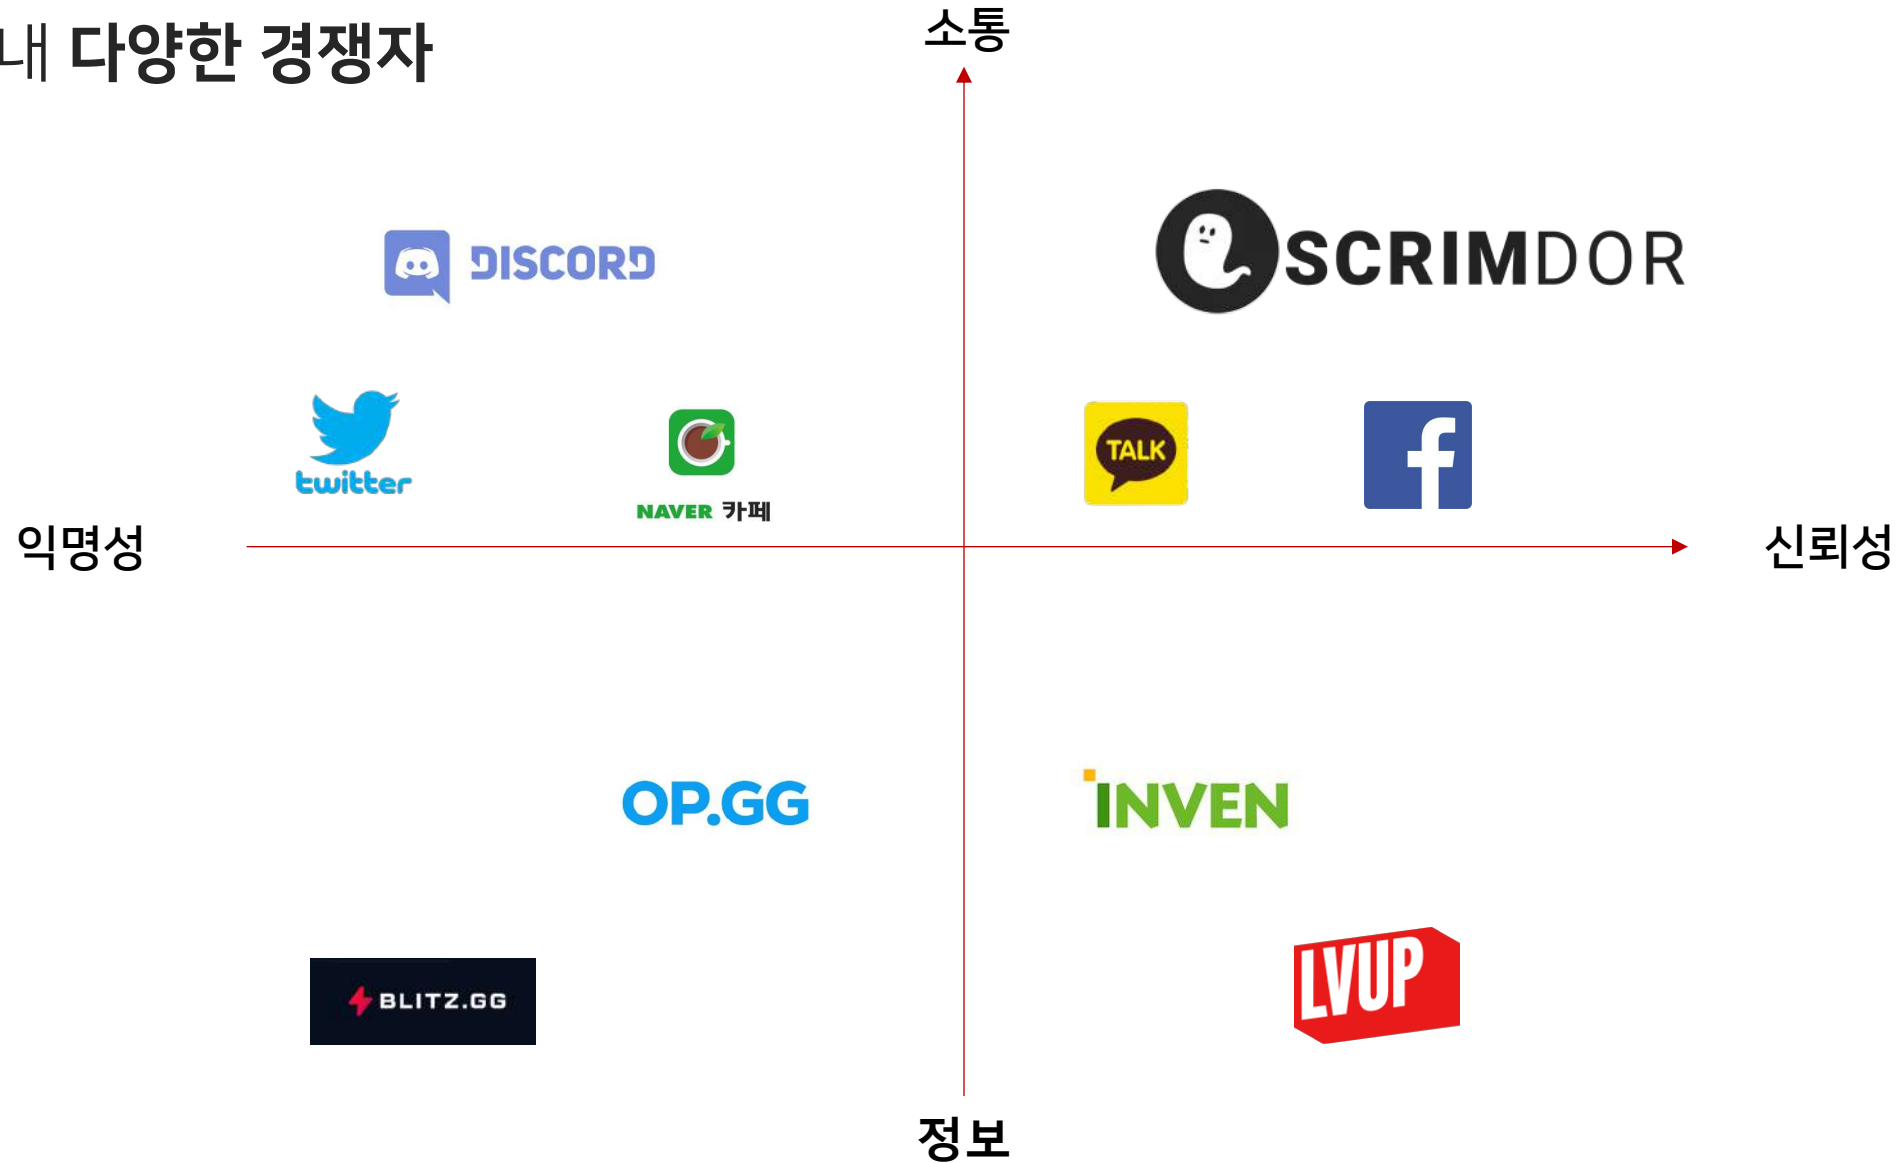 내 다양한 경쟁자
소통
DISCORD
SCRIMDOR
twitter
NAVER 카페
TALK
f
익명성
신뢰성
OP.GG
INVEN
BLITZ.GG
LVUP
정보